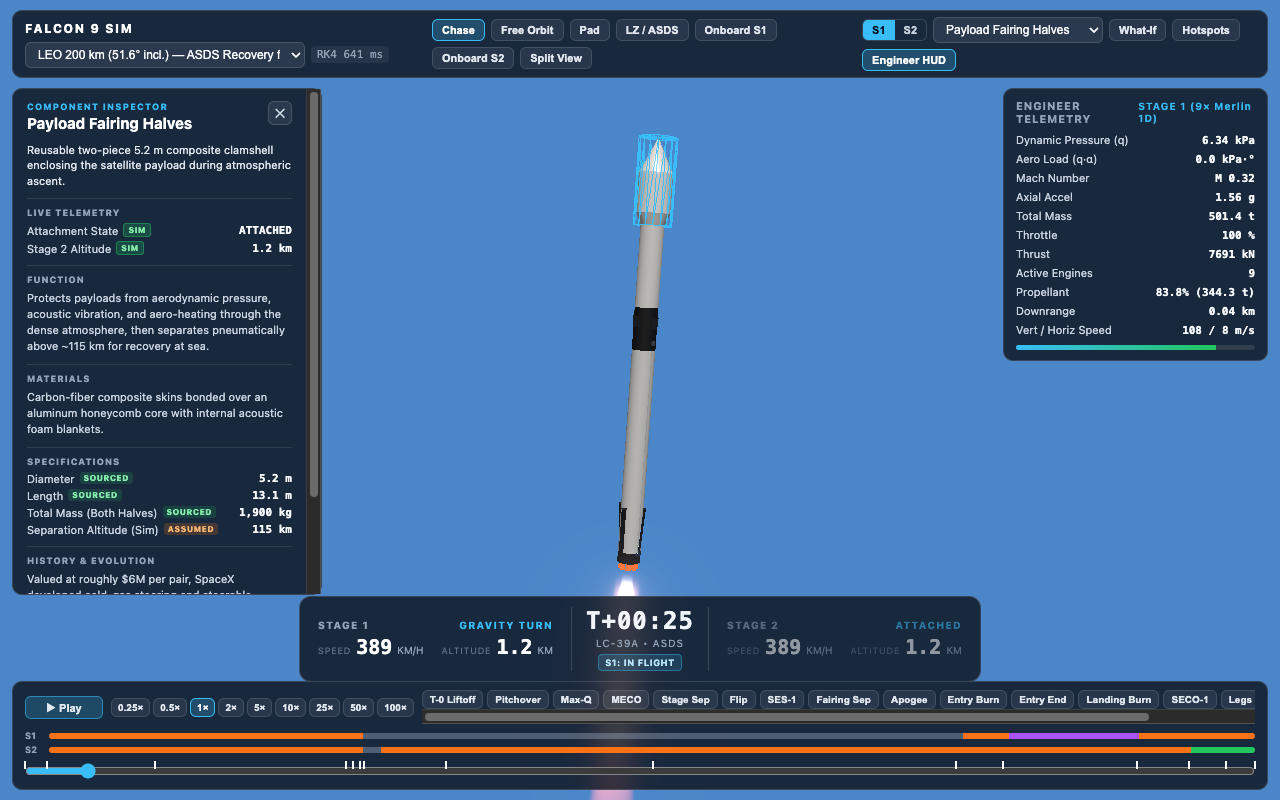 FALCON 9 SIM
LEO 200 km (51.6° incl.) — ASDS Recovery f
RK4 641 ms
Chase
Free Orbit
Pad
LZ / ASDS
Onboard S1
Onboard S2
Split View
S1
S2
Payload Fairing Halves
What-If
Hotspots
Engineer HUD
COMPONENT INSPECTOR
Payload Fairing Halves
Reusable two-piece 5.2 m composite clamshell
enclosing the satellite payload during atmospheric
ascent.
LIVE TELEMETRY
Attachment State SIM ATTACHED
Stage 2 Altitude SIM 1.2 km
FUNCTION
Protects payloads from aerodynamic pressure,
acoustic vibration, and aero-heating through the
dense atmosphere, then separates pneumatically
above ~115 km for recovery at sea.
MATERIALS
Carbon-fiber composite skins bonded over an
aluminum honeycomb core with internal acoustic
foam blankets.
SPECIFICATIONS
Diameter SOURCED 5.2 m
Length SOURCED 13.1 m
Total Mass (Both Halves) SOURCED 1,900 kg
Separation Altitude (Sim) ASSUMED 115 km
HISTORY & EVOLUTION
Valued at roughly $6M per pair, SpaceX
ENGINEER TELEMETRY
STAGE 1 (9× Merlin 1D)
Dynamic Pressure (q) 6.34 kPa
Aero Load (q·α) 0.0 kPa·°
Mach Number M 0.32
Axial Accel 1.56 g
Total Mass 501.4 t
Throttle 100 %
Thrust 7691 kN
Active Engines 9
Propellant 83.8% (344.3 t)
Downrange 0.04 km
Vert / Horiz Speed 108 / 8 m/s
STAGE 1 GRAVITY TURN
SPEED 389 KM/H ALTITUDE 1.2 KM
T+00:25
LC-39A • ASDS
S1: IN FLIGHT
STAGE 2 ATTACHED
SPEED 389 KM/H ALTITUDE 1.2 KM
Play
0.25×
0.5×
1×
2×
5×
10×
25×
50×
100×
T-0 Liftoff
Pitchover
Max-Q
MECO
Stage Sep
Flip
SES-1
Fairing Sep
Apogee
Entry Burn
Entry End
Landing Burn
SECO-1
Legs
S1
S2